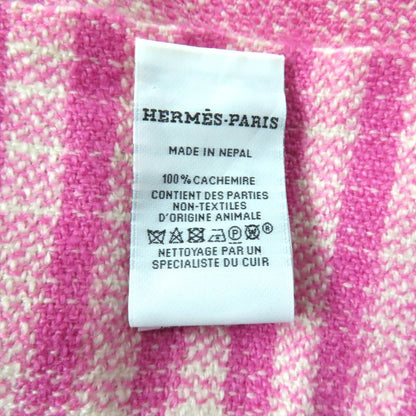 HERMÈS-PARIS
MADE IN NEPAL
100% CACHEMIRE
CONTIENT DES PARTIES
NON-TEXTILES
D'ORIGINE ANIMALE
P W
NETTOYAGE PAR UN
SPECIALISTE DU CUIR